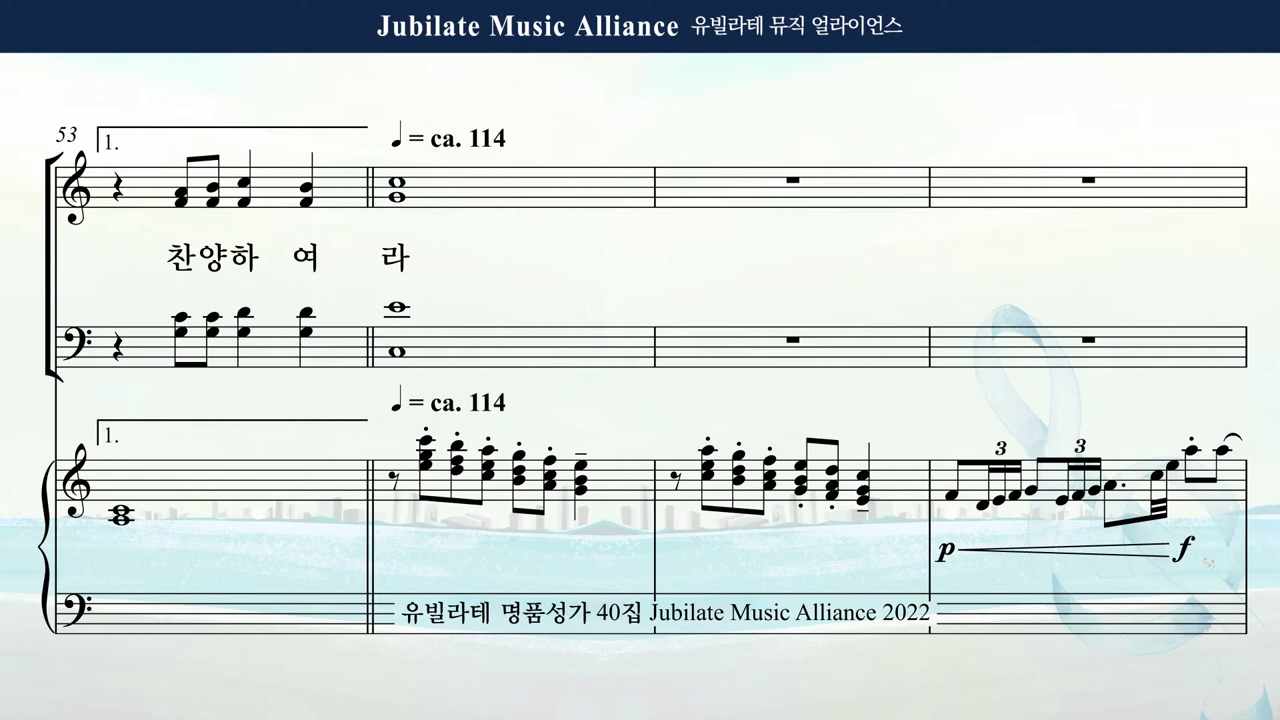 Jubilate Music Alliance 유빌라테 뮤직 얼라이언스
53
1.
♩ = ca. 114
찬양하 여 라
♩ = ca. 114
1.
3 3
p f
유빌라테 명품성가 40집 Jubilate Music Alliance 2022